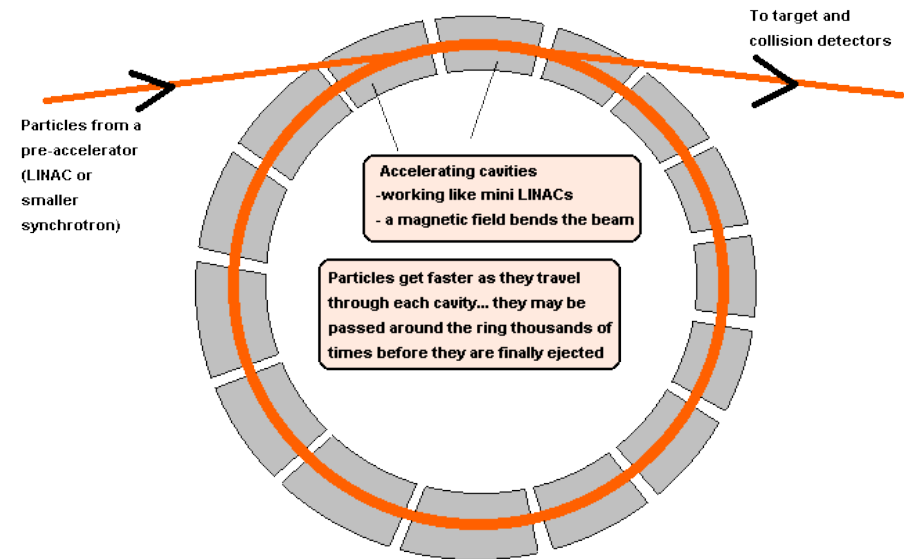 To target and
collision detectors
Particles from a
pre-accelerator
(LINAC or
smaller
synchrotron)
Accelerating cavities
-working like mini LINACs
- a magnetic field bends the beam
Particles get faster as they travel
through each cavity... they may be
passed around the ring thousands of
times before they are finally ejected